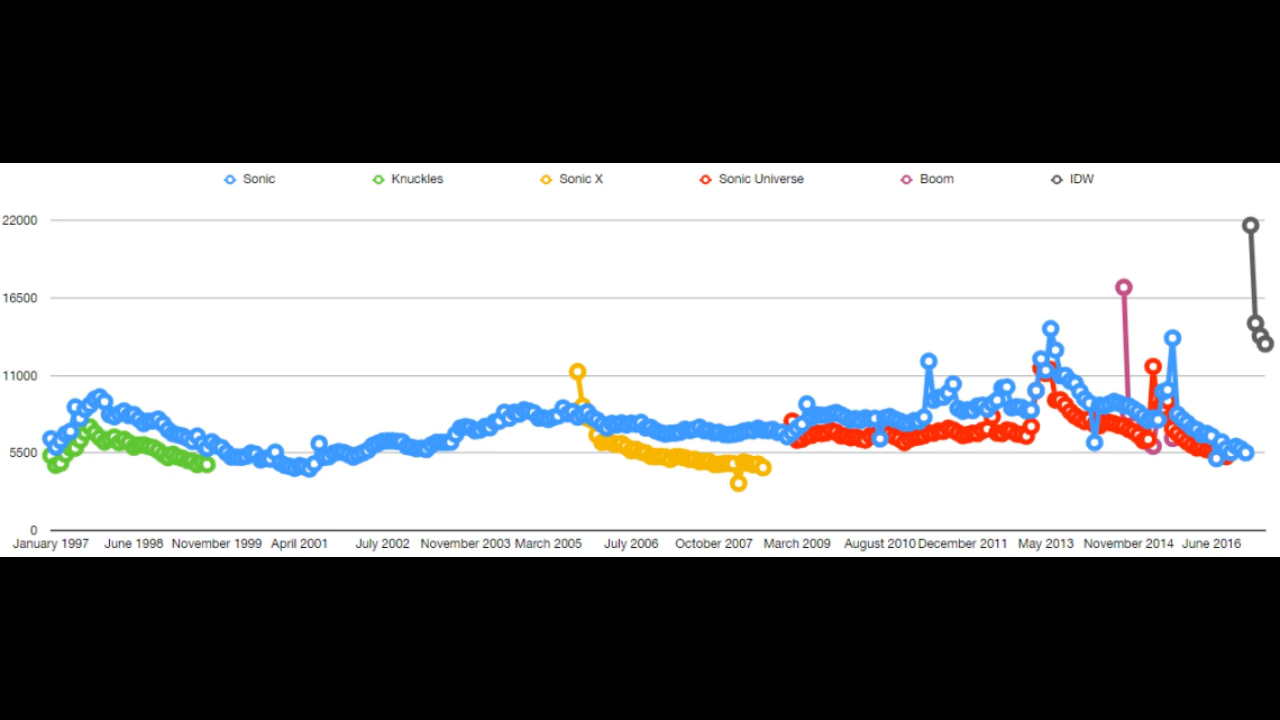 Sonic Knuckles Sonic X Sonic Universe Boom IDW
22000
16500
11000
5500
0
January 1997 June 1998 November 1999 April 2001 July 2002 November 2003 March 2005 July 2006 October 2007 March 2009 August 2010 December 2011 May 2013 November 2014 June 2016